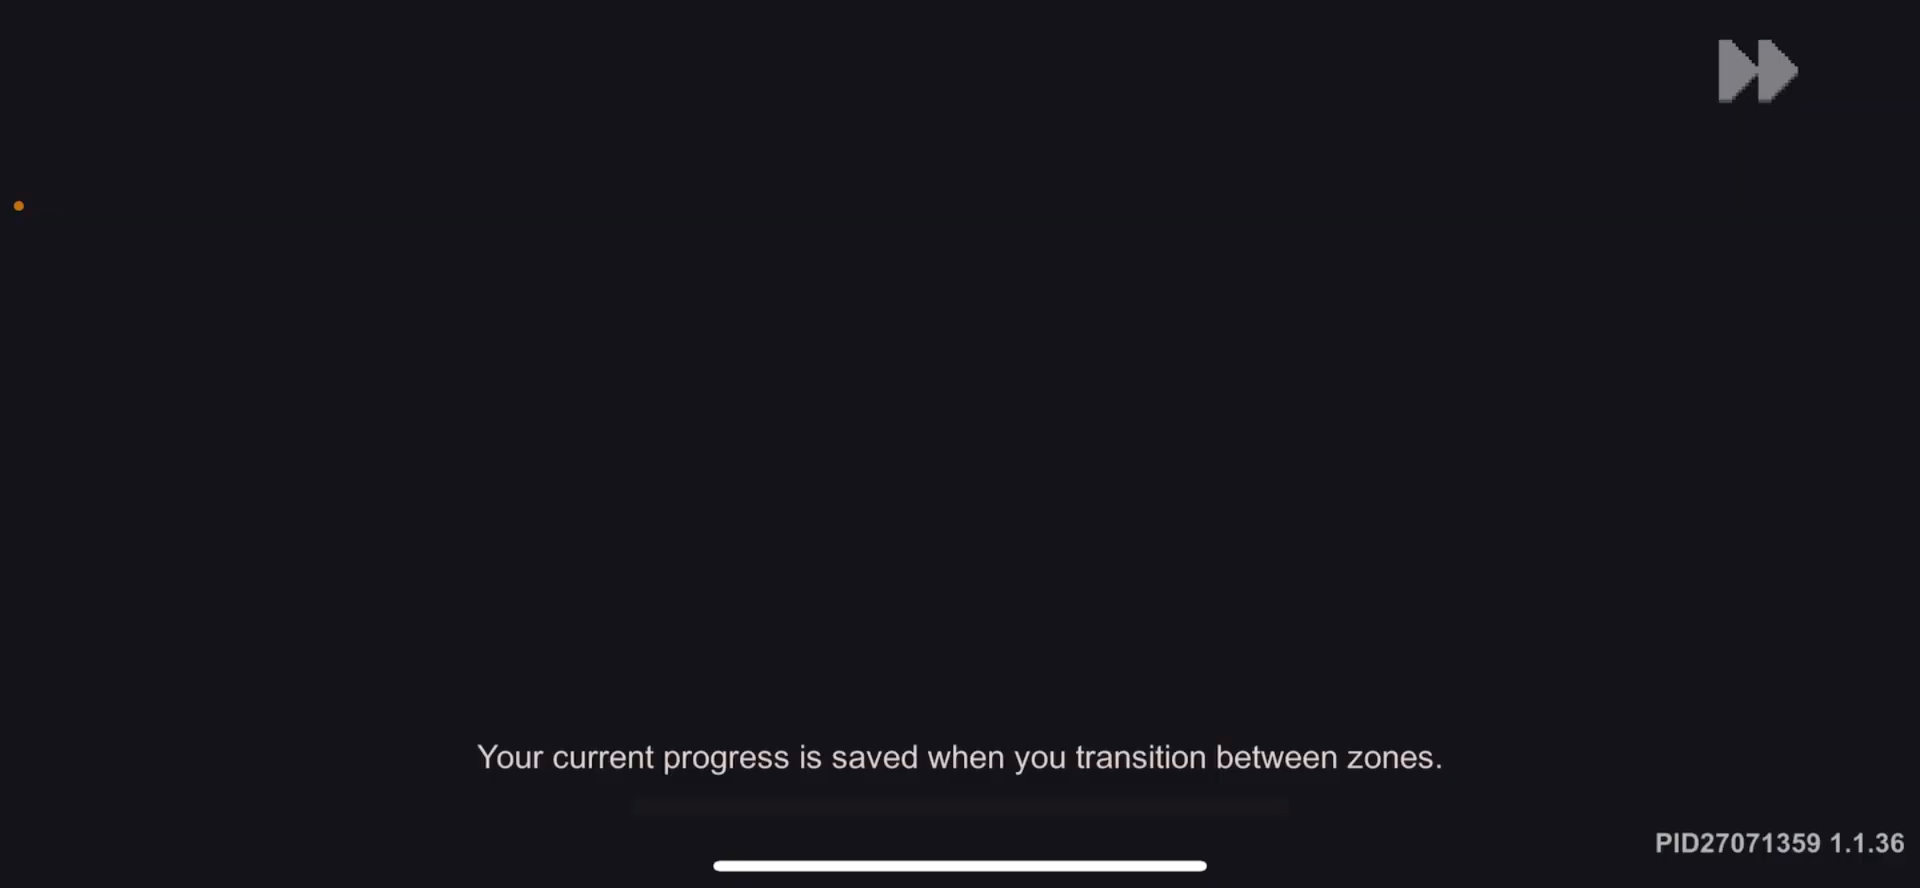 Your current progress is saved when you transition between zones.
PID27071359 1.1.36